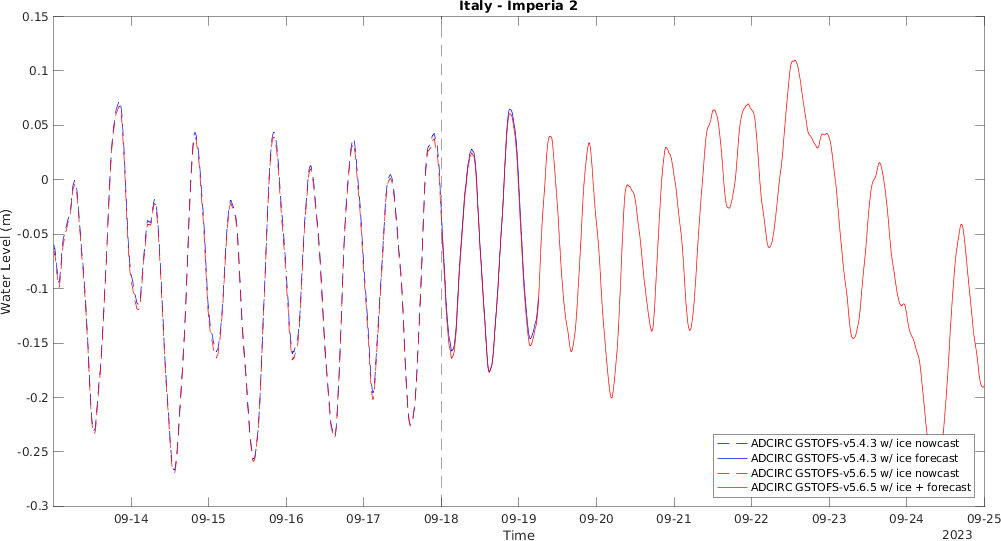 Italy - Imperia 2
0.15
0.1
0.05
0
-0.05
-0.1
-0.15
-0.2
-0.25
-0.3
Water Level (m)
ADCIRC GSTOFS-v5.4.3 w/ ice nowcast
ADCIRC GSTOFS-v5.4.3 w/ ice forecast
ADCIRC GSTOFS-v5.6.5 w/ ice nowcast
ADCIRC GSTOFS-v5.6.5 w/ ice + forecast
09-14 09-15 09-16 09-17 09-18 09-19 09-20 09-21 09-22 09-23 09-24 09-25
Time 2023